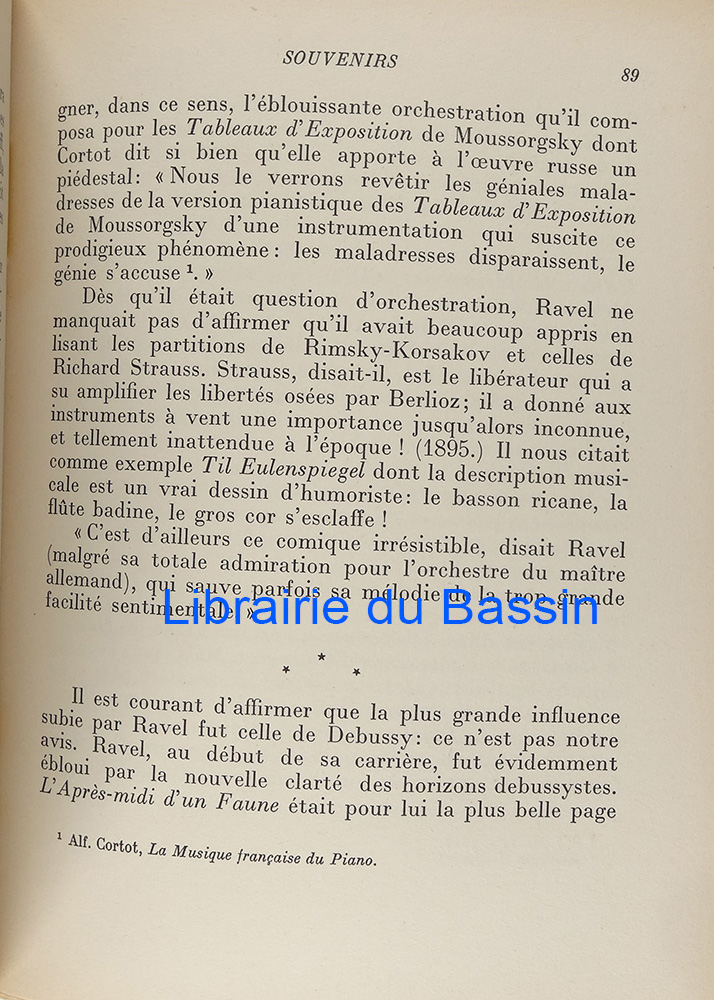 SOUVENIRS
89
gner, dans ce sens, l'éblouissante orchestration qu'il com-
posa pour les Tableaux d'Exposition de Moussorgsky dont
Cortot dit si bien qu'elle apporte à l'œuvre russe un
piédestal: « Nous le verrons revêtir les géniales mala-
dresses de la version pianistique des Tableaux d'Exposition
de Moussorgsky d'une instrumentation qui suscite ce
prodigieux phénomène: les maladresses disparaissent, le
génie s'accuse ¹. »
Dès qu'il était question d'orchestration, Ravel ne
manquait pas d'affirmer qu'il avait beaucoup appris en
lisant les partitions de Rimsky-Korsakov et celles de
Richard Strauss. Strauss, disait-il, est le libérateur qui a
su amplifier les libertés osées par Berlioz; il a donné aux
instruments à vent une importance jusqu'alors inconnue,
et tellement inattendue à l'époque ! (1895.) Il nous citait
comme exemple Til Eulenspiegel dont la description musi-
cale est un vrai dessin d'humoriste: le basson ricane, la
flûte badine, le gros cor s'esclaffe !
« C'est d'ailleurs ce comique irrésistible, disait Ravel
(malgré sa totale admiration pour l'orchestre du maître
allemand), qui sauve parfois sa mélodie de la trop grande
facilité sentimentale. »
Librairie du Bassin
* * *
Il est courant d'affirmer que la plus grande influence
subie par Ravel fut celle de Debussy: ce n'est pas notre
avis. Ravel, au début de sa carrière, fut évidemment
ébloui par la nouvelle clarté des horizons debussystes.
L'Après-midi d'un Faune était pour lui la plus belle page
¹ Alf. Cortot, La Musique française du Piano.